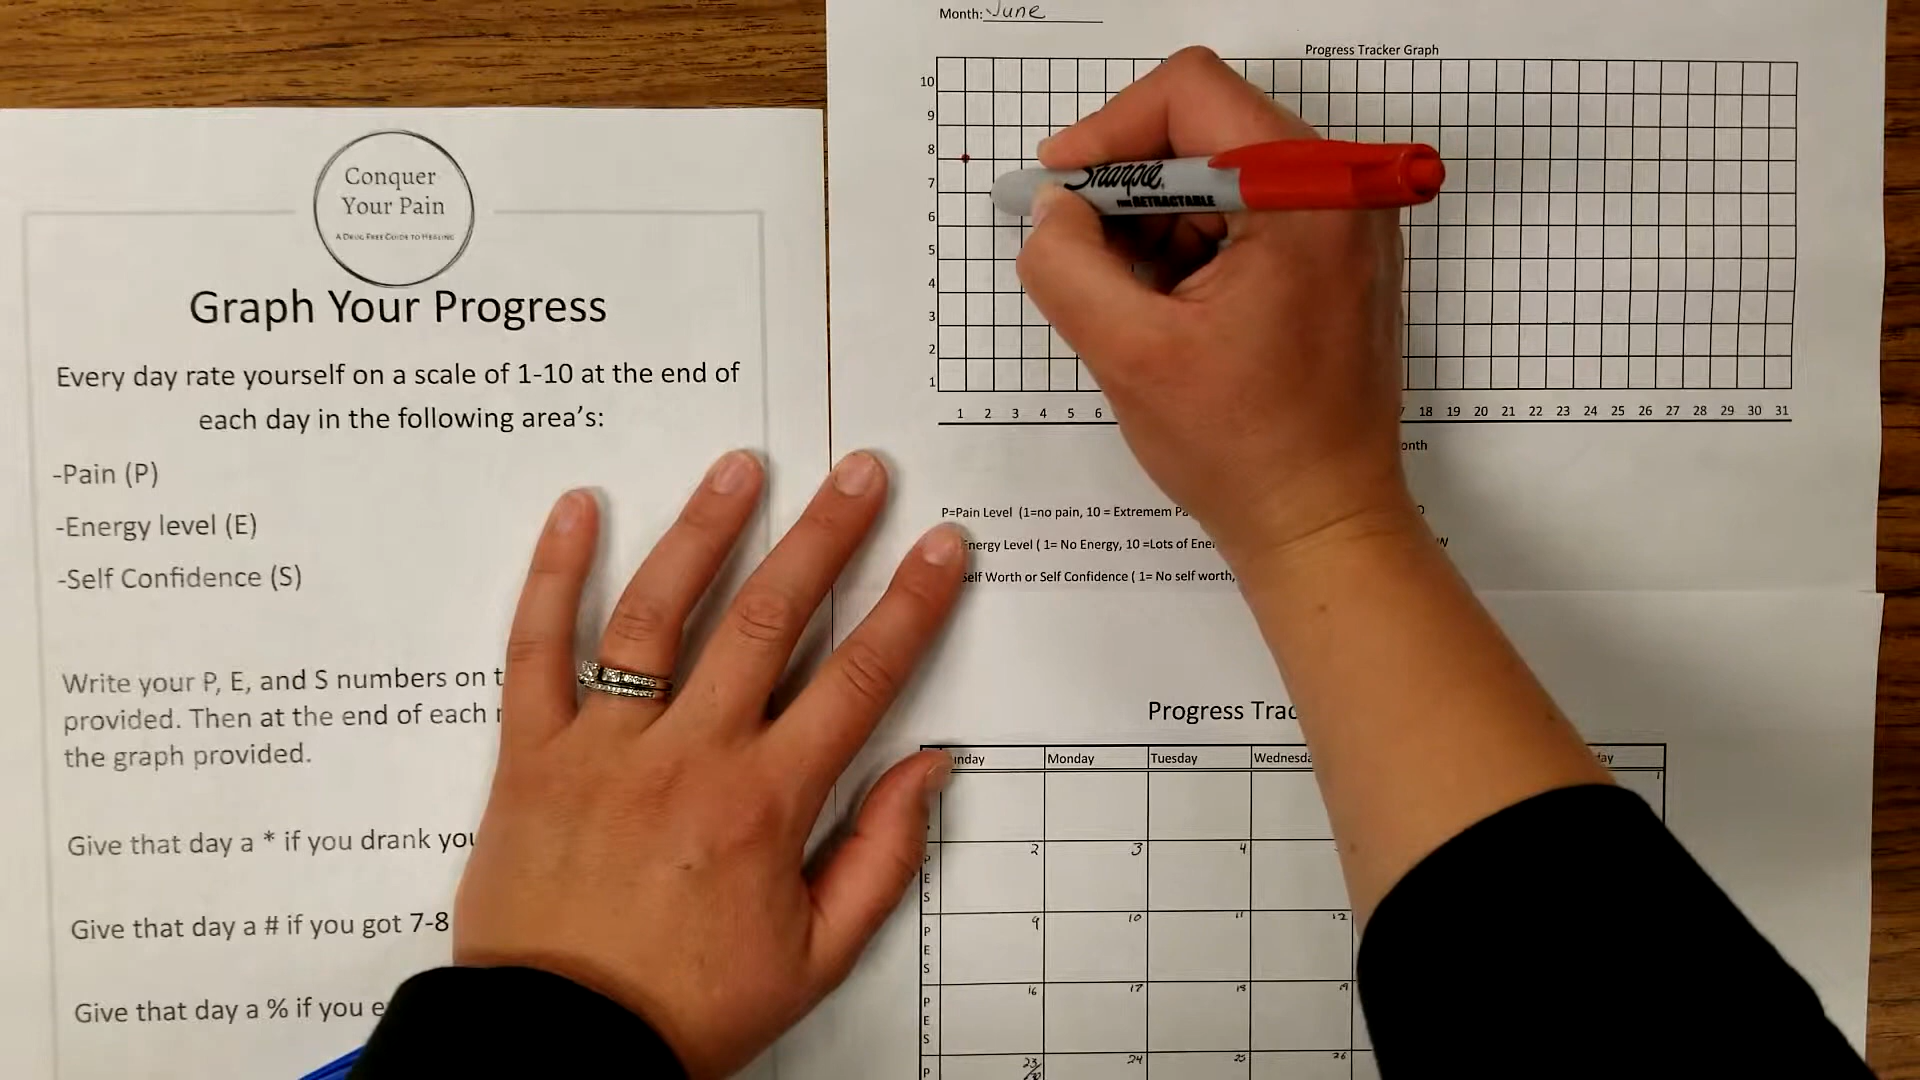 Conquer
Your Pain
A Drug Free Guide to Healing
Graph Your Progress
Every day rate yourself on a scale of 1-10 at the end of
each day in the following area's:
-Pain (P)
-Energy level (E)
-Self Confidence (S)
Write your P, E, and S numbers on
provided. Then at the end of each
the graph provided.
Give that day a * if you drank
Give that day a # if you got 7-8
Give that day a % if you
Month: June
Progress Tracker Graph
10
9
8
7
6
5
4
3
2
1
1 2 3 4 5 6 18 19 20 21 22 23 24 25 26 27 28 29 30 31
P=Pain Level (1=no pain, 10 = Extremem
Energy Level ( 1= No Energy, 10 =Lots of
Self Worth or Self Confidence ( 1= No self worth,
Sharpie
RETRACTABLE
Progress
Monday Tuesday
1
2 3 4
P
E
S
9 10 11 12
P
E
S
16 17 18 19
P
E
S
23/30 24 25 26
P